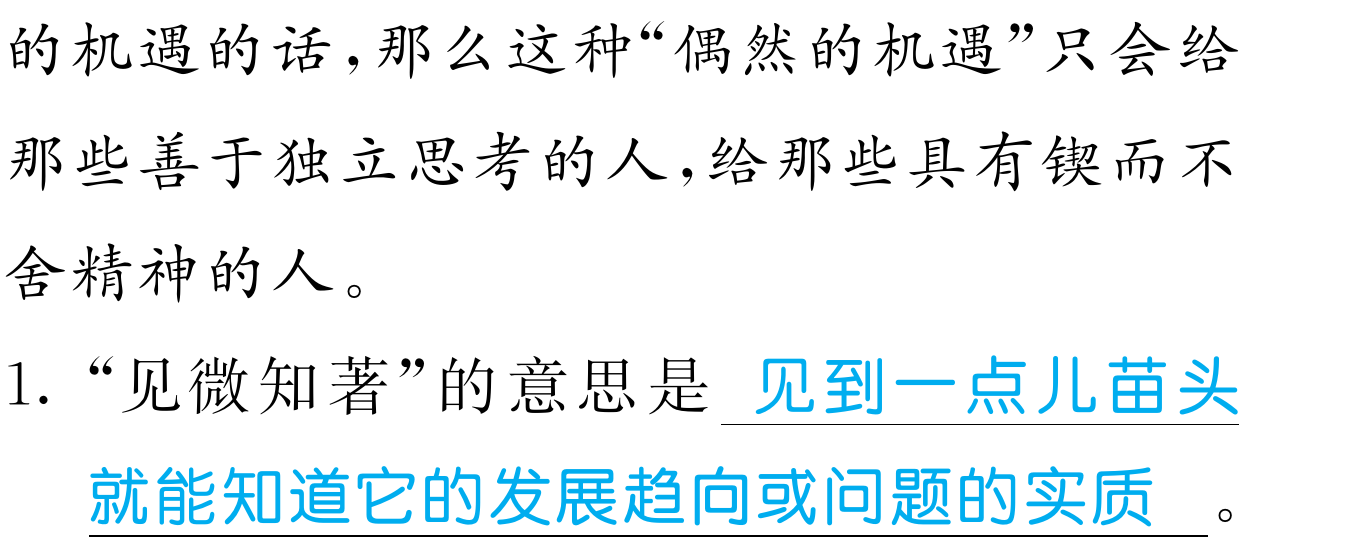 的机遇的话,那么这种“偶然的机遇”只会给
那些善于独立思考的人,给那些具有锲而不
舍精神的人。
1. “见微知著”的意思是 见到一点儿苗头
就能知道它的发展趋向或问题的实质 。